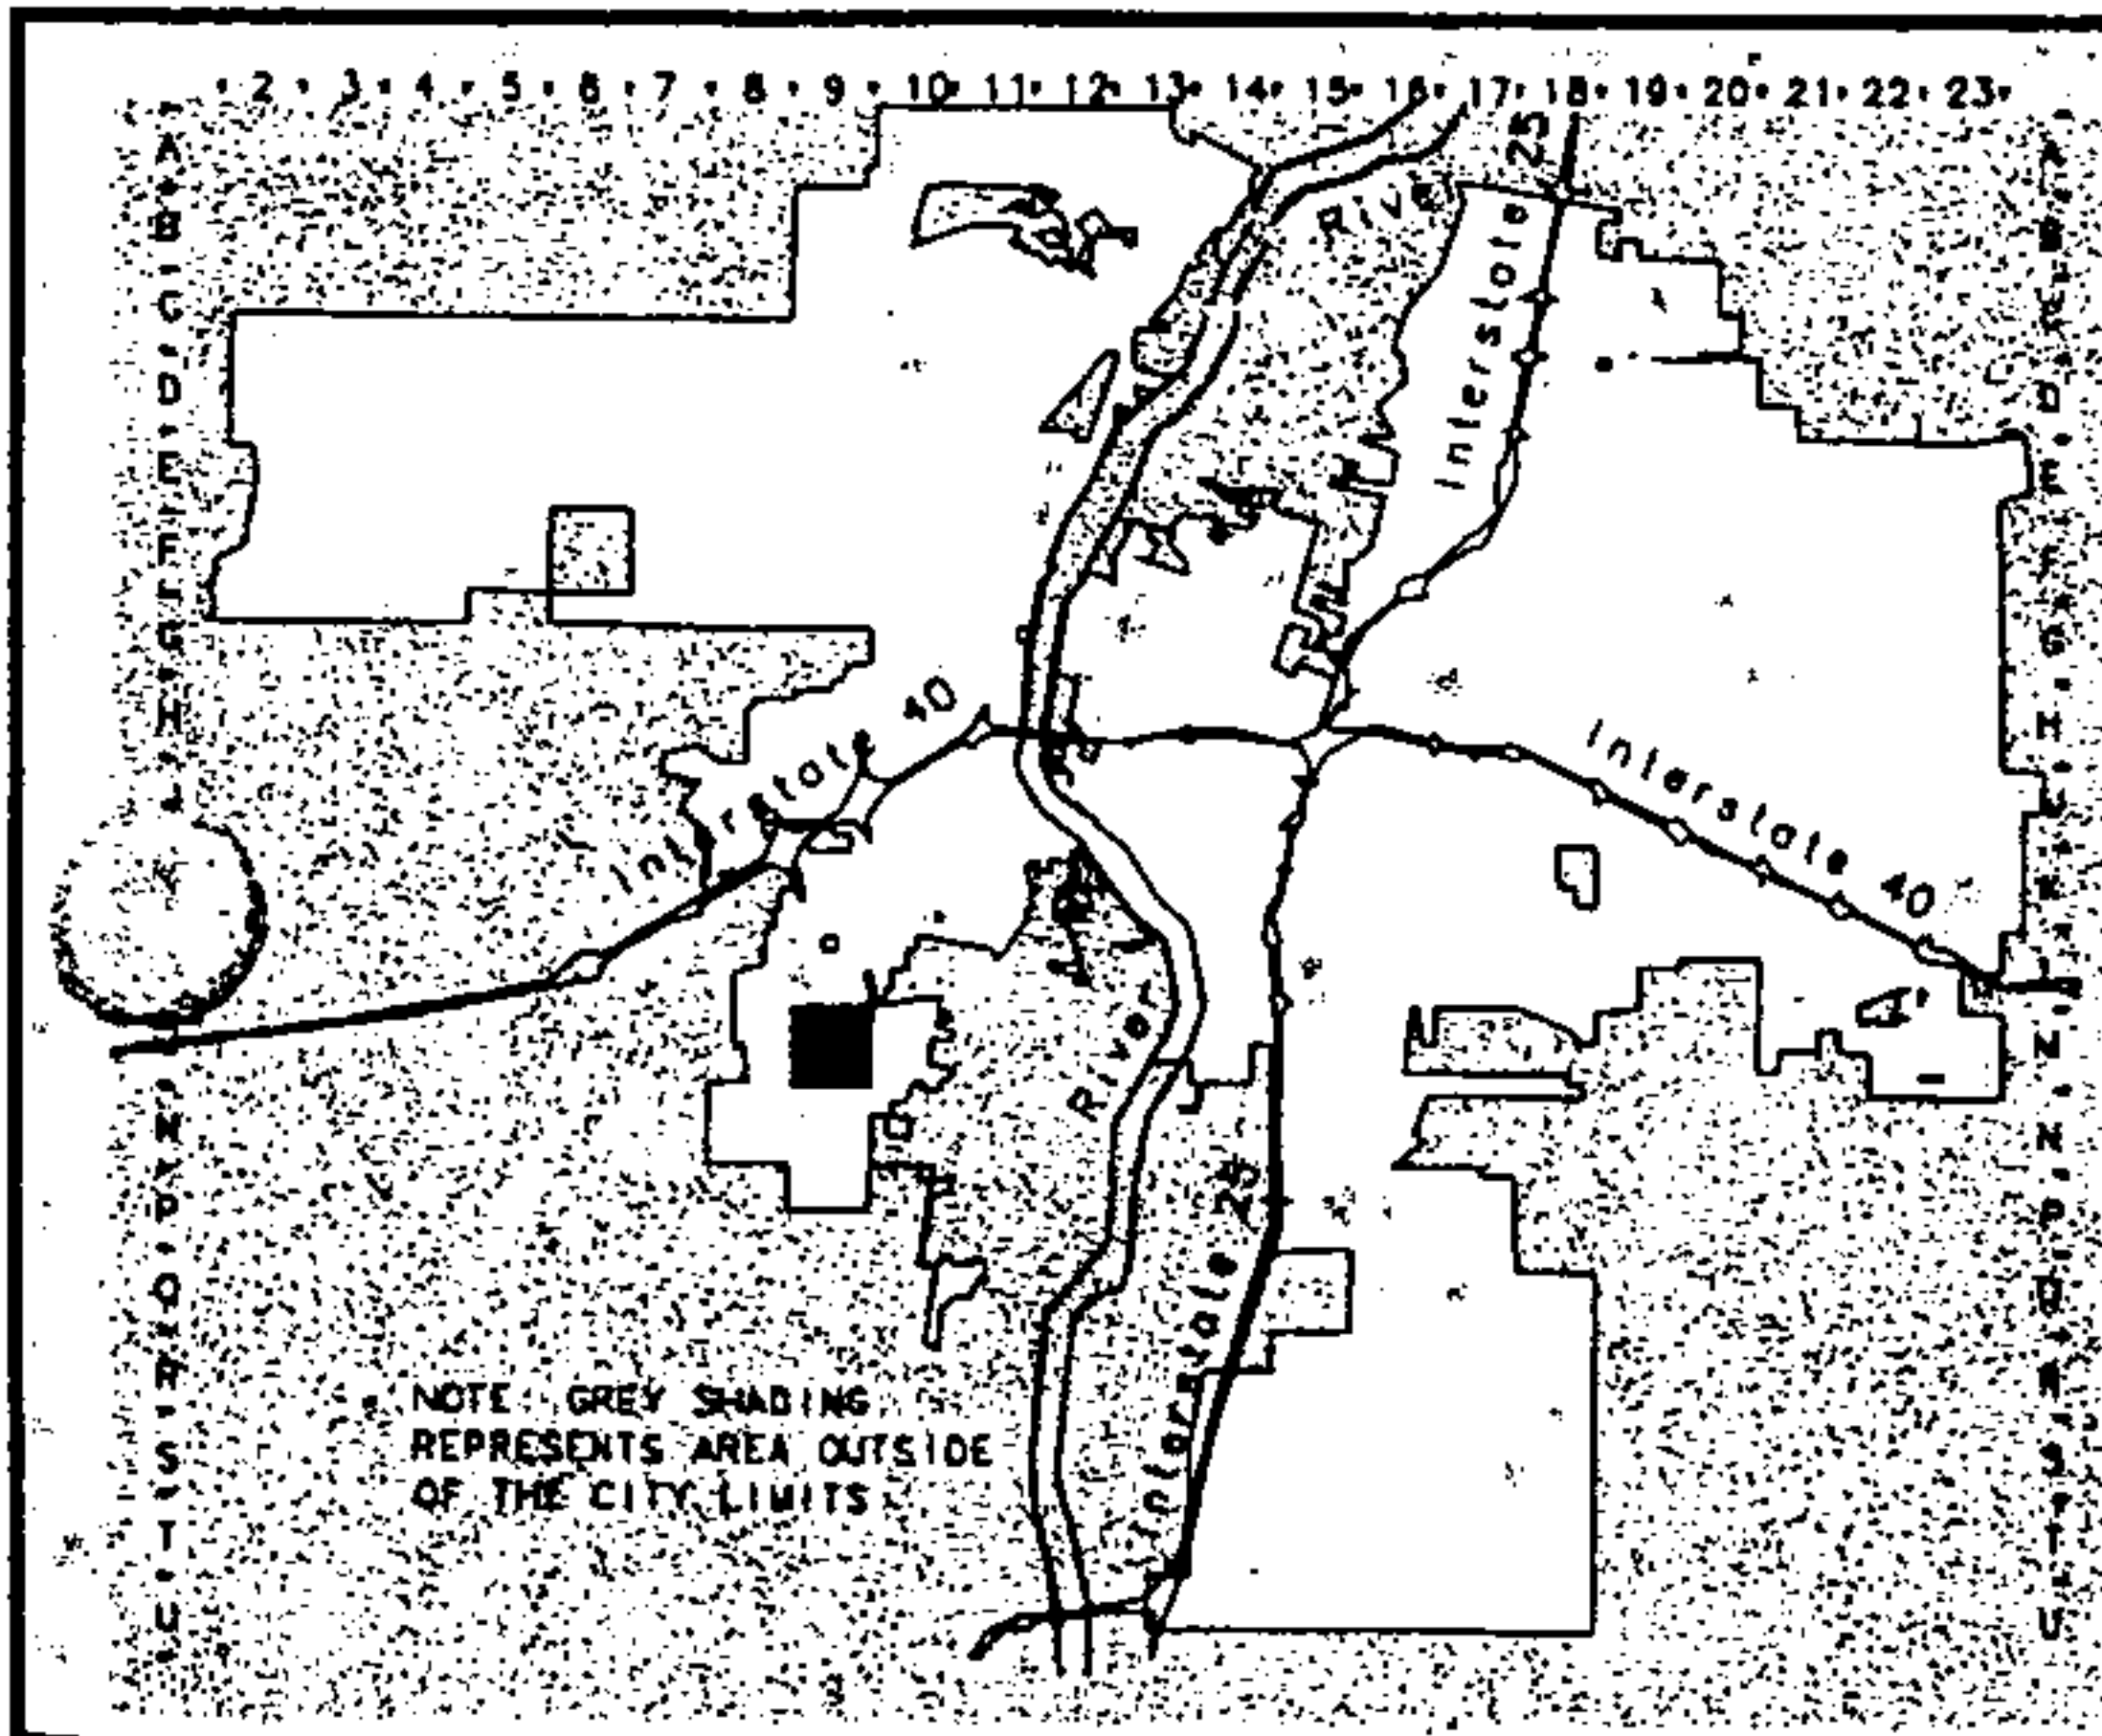 2 3 4 5 6 7 8 9 10 11 12 13 14 15 16 17 18 19 20 21 22 23
A
B
C
D
E
F
G
H
N
P
Q
R
S
T
U
A
B
D
E
F
G
H
K
M
N
P
Q
R
S
T
U
River
Interstate 25
Interstate 40
Interstate 40
River
Interstate 25
NOTE: GREY SHADING
REPRESENTS AREA OUTSIDE
OF THE CITY LIMITS